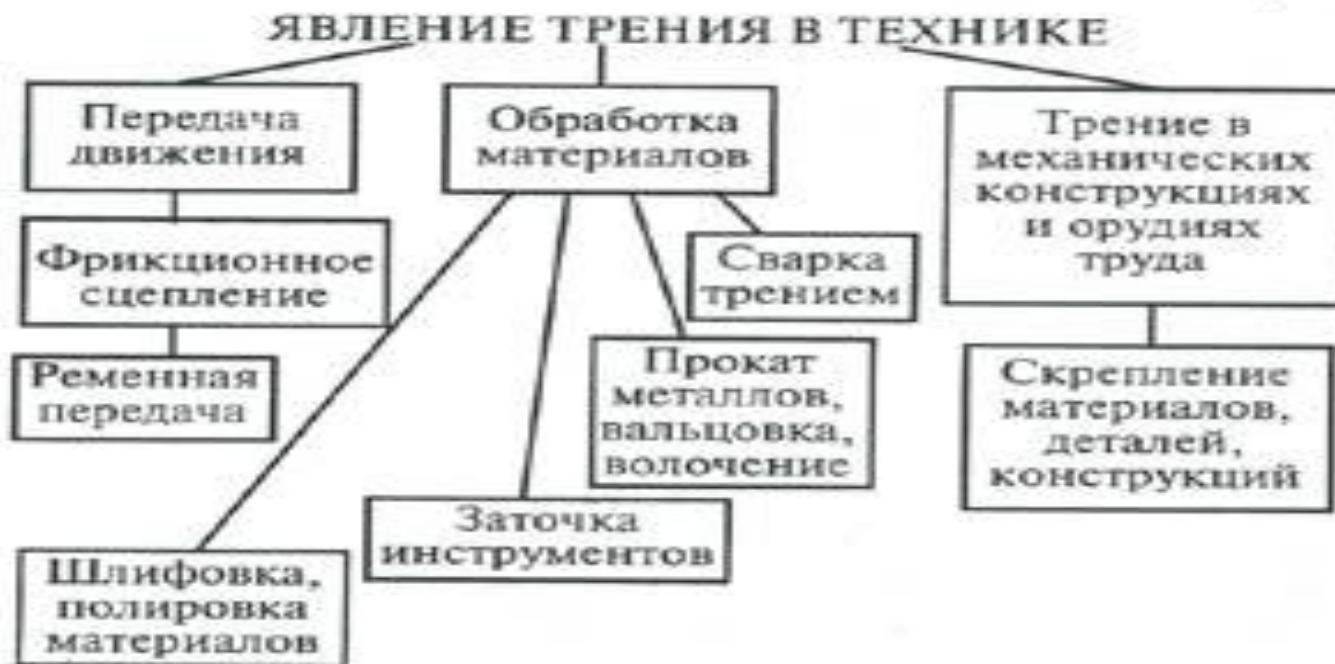 ЯВЛЕНИЕ ТРЕНИЯ В ТЕХНИКЕ
Передача
движения
Фрикционное
сцепление
Ременная
передача
Обработка
материалов
Шлифовка,
полировка
материалов
Заточка
инструментов
Прокат
металлов,
вальцовка,
волочение
Сварка
трением
Трение в
механических
конструкциях
и орудиях
труда
Скрепление
материалов,
деталей,
конструкций